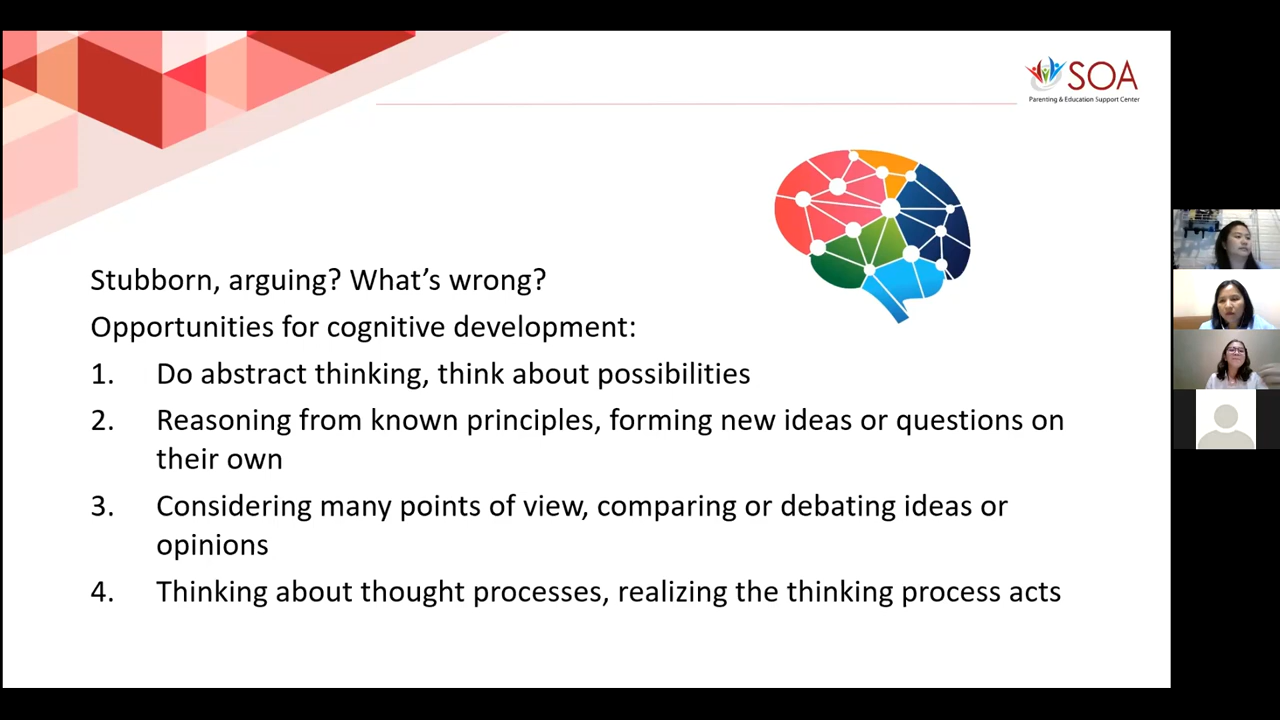 SOA
Parenting & Education Support Center
Stubborn, arguing? What's wrong?
Opportunities for cognitive development:
1. Do abstract thinking, think about possibilities
2. Reasoning from known principles, forming new ideas or questions on
their own
3. Considering many points of view, comparing or debating ideas or
opinions
4. Thinking about thought processes, realizing the thinking process acts